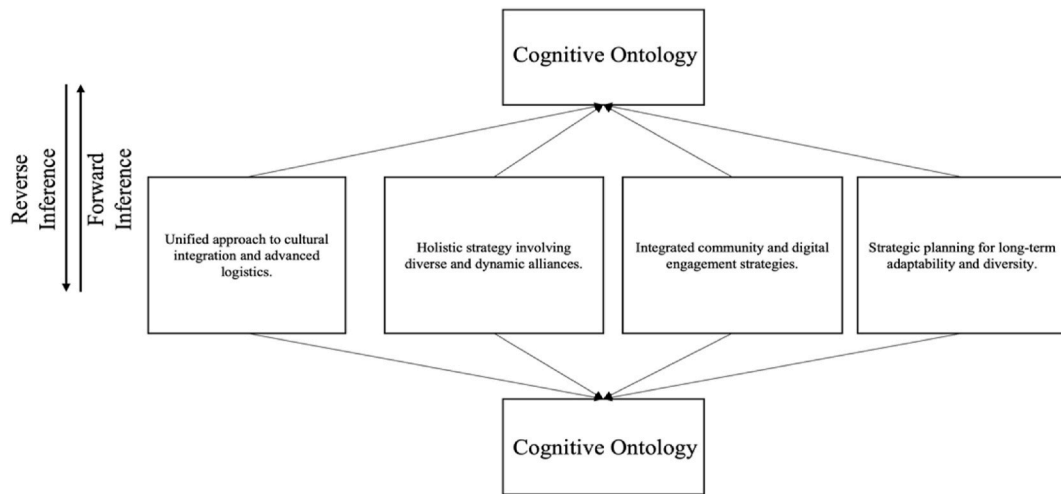 Cognitive Ontology
Reverse
Inference
Forward
Inference
Unified approach to cultural
integration and advanced
logistics.
Holistic strategy involving
diverse and dynamic alliances.
Integrated community and digital
engagement strategies.
Strategic planning for long-term
adaptability and diversity.
Cognitive Ontology